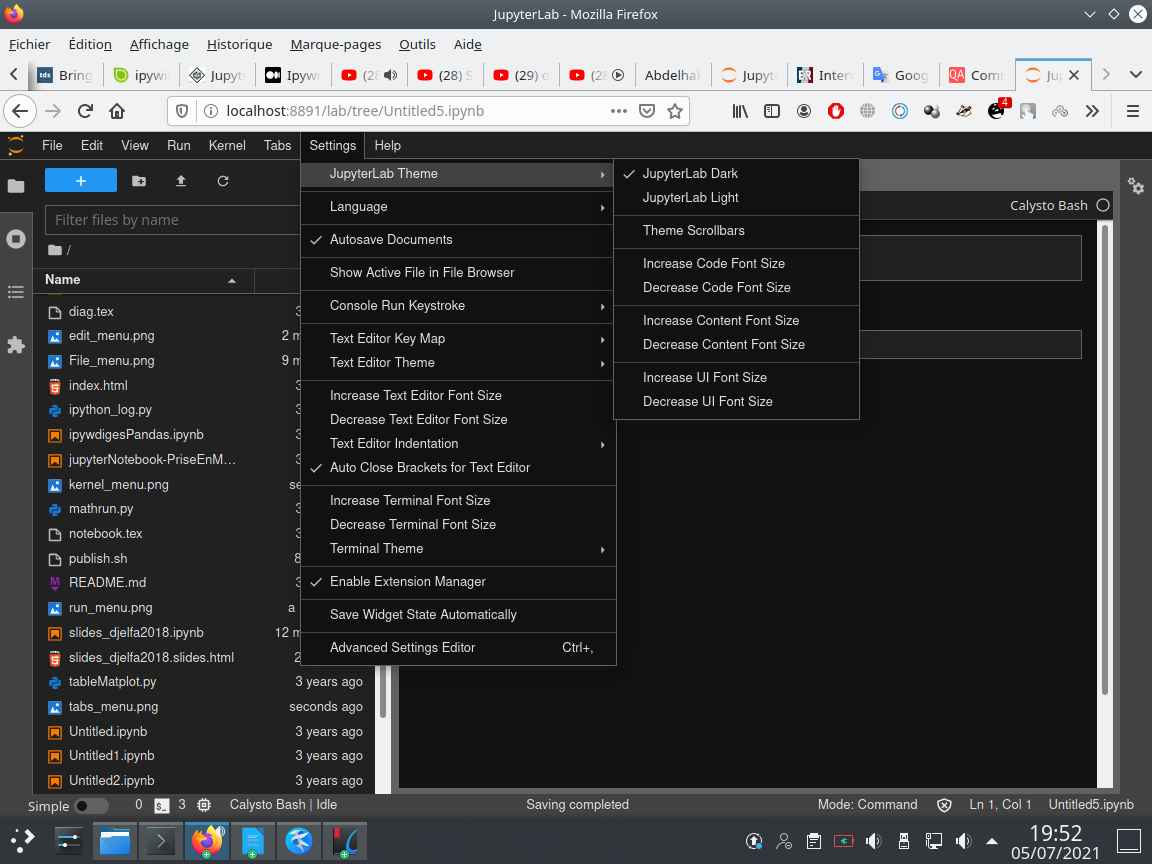 JupyterLab - Mozilla Firefox
Fichier Édition Affichage Historique Marque-pages Outils Aide
tds Bring ipywi Jupyt Ipywi (28 (28) S (29) d (28 Abdelhak Jupyt ER Inter Goog QA Comr Ju
localhost:8891/lab/tree/Untitled5.ipynb
4
File Edit View Run Kernel Tabs Settings Help
JupyterLab Theme
JupyterLab Dark
JupyterLab Light
Theme Scrollbars
Increase Code Font Size
Decrease Code Font Size
Increase Content Font Size
Decrease Content Font Size
Increase UI Font Size
Decrease UI Font Size
Language
Autosave Documents
Show Active File in File Browser
Console Run Keystroke
Text Editor Key Map
Text Editor Theme
Increase Text Editor Font Size
Decrease Text Editor Font Size
Text Editor Indentation
Auto Close Brackets for Text Editor
Increase Terminal Font Size
Decrease Terminal Font Size
Terminal Theme
Enable Extension Manager
Save Widget State Automatically
Advanced Settings Editor Ctrl+,
Calysto Bash
Filter files by name
/
Name
diag.tex 3
edit_menu.png 2 m
File_menu.png 9 m
index.html 3
ipython_log.py 3
ipywdigesPandas.ipynb 3
jupyterNotebook-PriseEnM… 3
kernel_menu.png se
mathrun.py 3
notebook.tex 3
publish.sh 8
README.md 3
run_menu.png a
slides_djelfa2018.ipynb 12 m
slides_djelfa2018.slides.html 2
tableMatplot.py 3 years ago
tabs_menu.png seconds ago
Untitled.ipynb 3 years ago
Untitled1.ipynb 3 years ago
Untitled2.ipynb 3 years ago
Simple 0 $_ 3 Calysto Bash | Idle Saving completed Mode: Command Ln 1, Col 1 Untitled5.ipynb
19:52
05/07/2021